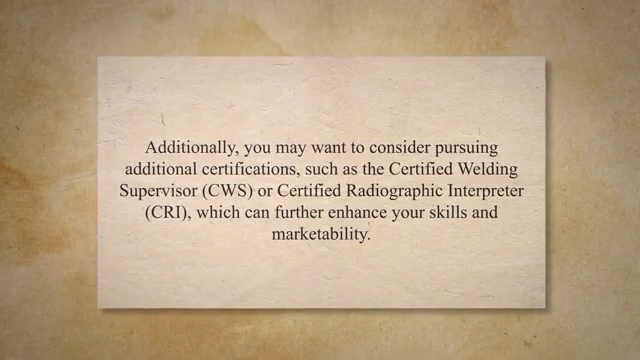 Additionally, you may want to consider pursuing
additional certifications, such as the Certified Welding
Supervisor (CWS) or Certified Radiographic Interpreter
(CRI), which can further enhance your skills and
marketability.